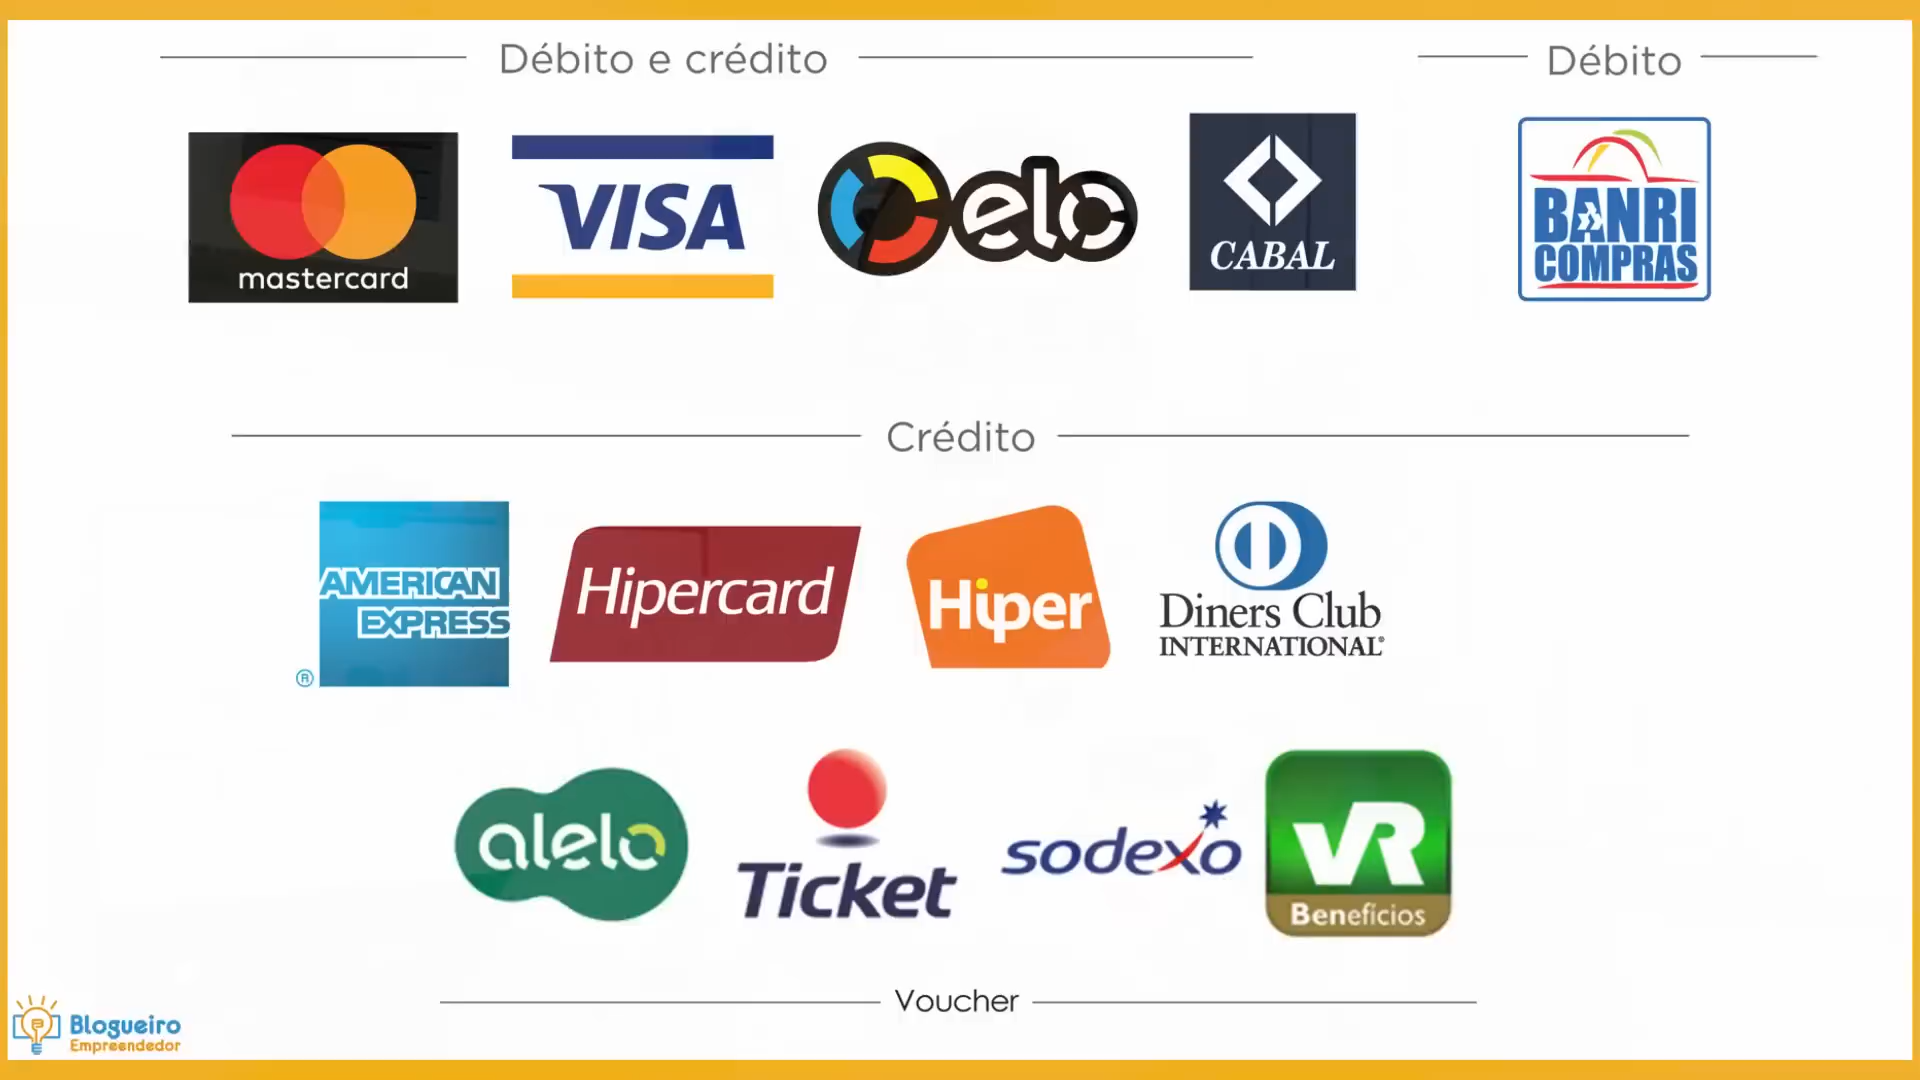 Débito e crédito
Débito
mastercard
VISA
elo
CABAL
BANRI
COMPRAS
Crédito
AMERICAN
EXPRESS
®
Hipercard
Hiper
Diners Club
INTERNATIONAL®
alelo
Ticket
sodexo
VR
Benefícios
Voucher
Blogueiro
Empreendedor